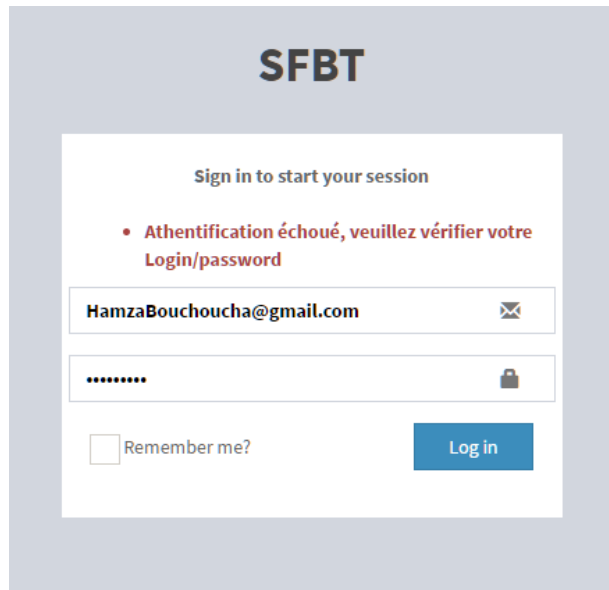 SFBT
Sign in to start your session
• Athentification échoué, veuillez vérifier votre
Login/password
HamzaBouchoucha@gmail.com
•••••••••
Remember me?
Log in